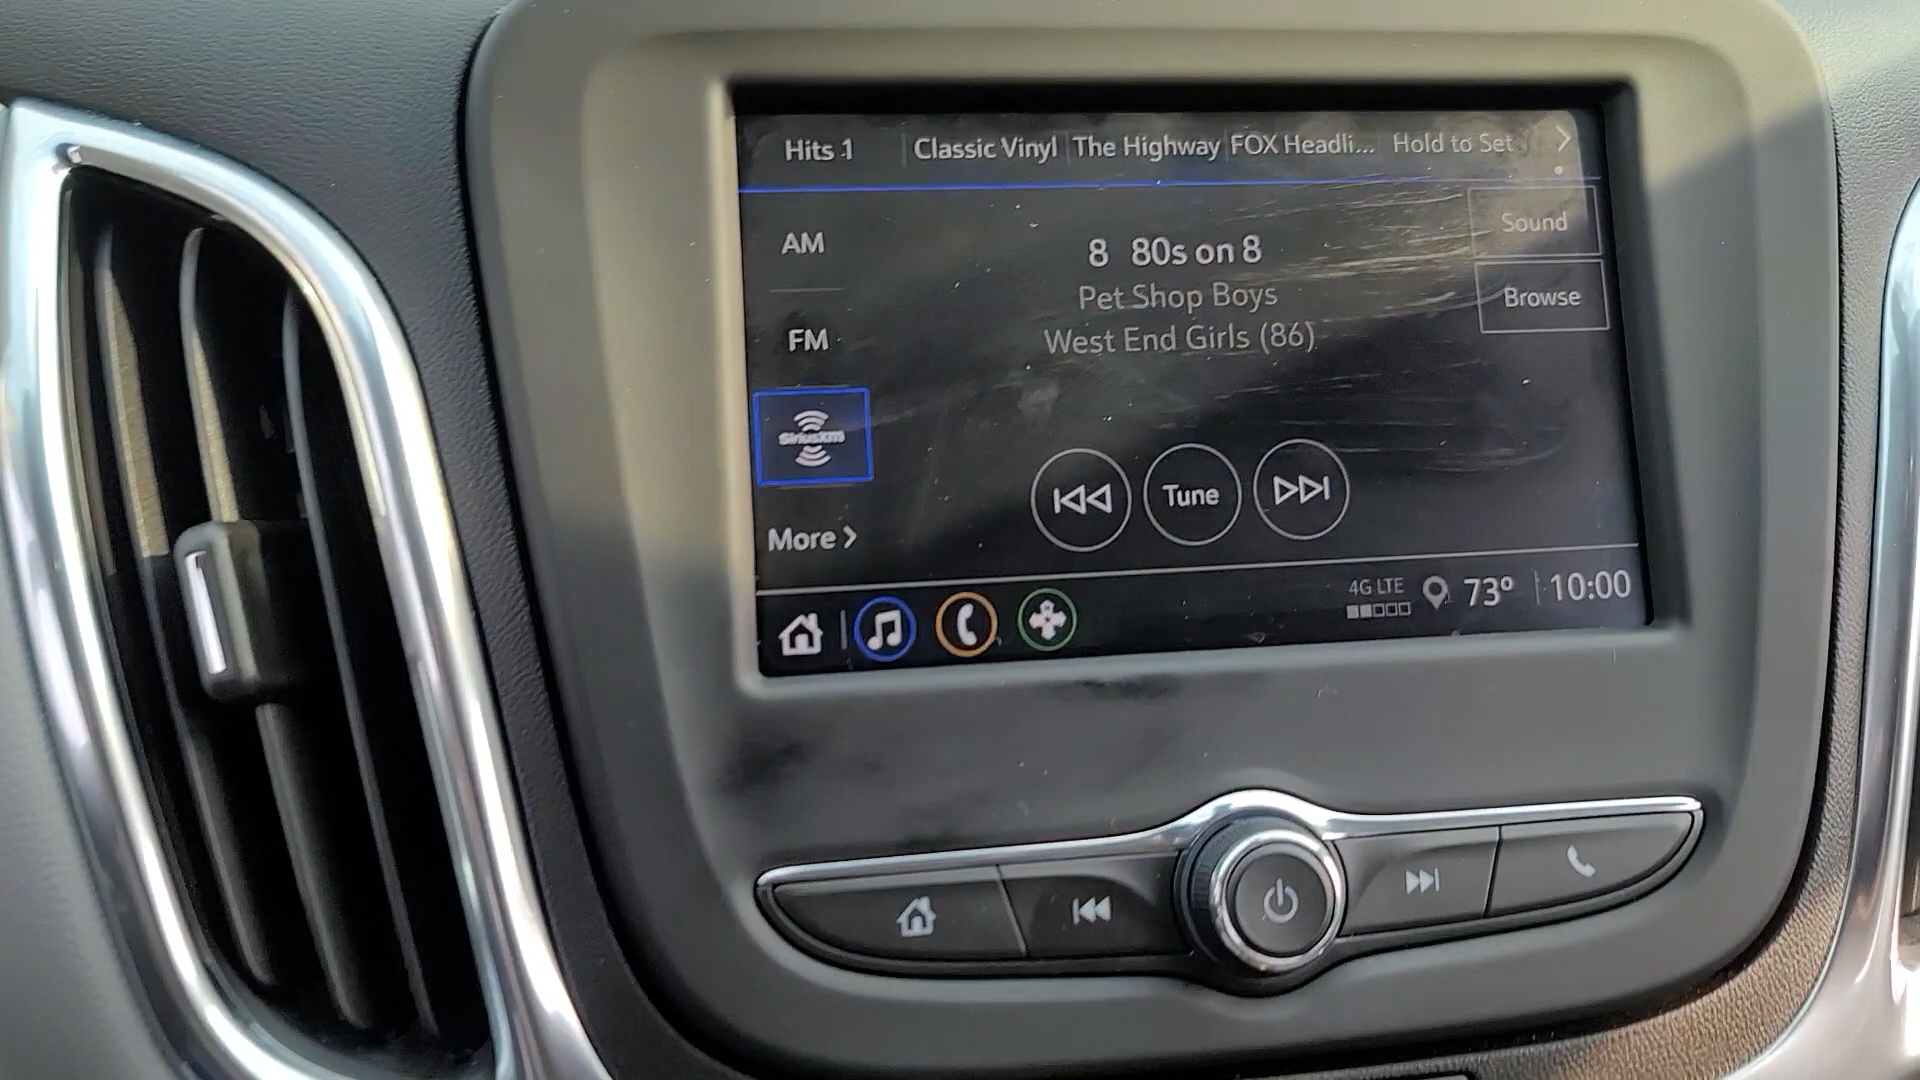 Hits 1 Classic Vinyl The Highway FOX Headli... Hold to Set
Sound
AM
8 80s on 8
Browse
Pet Shop Boys
FM
West End Girls (86)
SiriusXM
Tune
More
4G LTE
73° 10:00